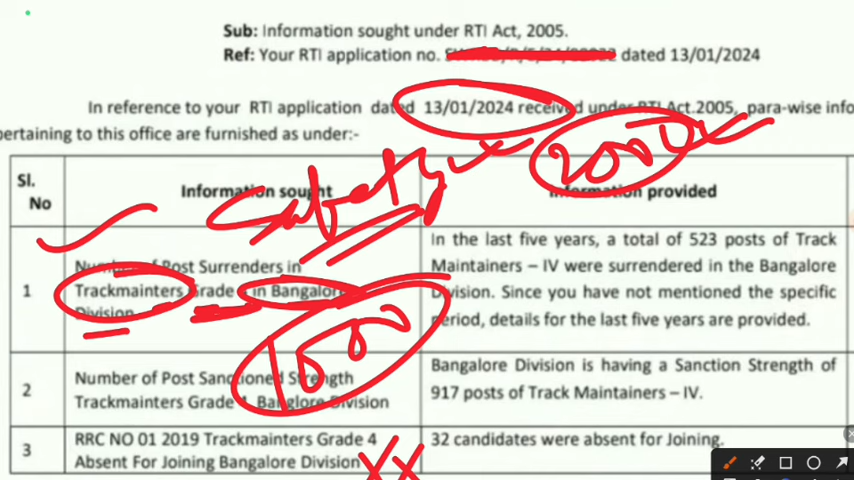 Sub: Information sought under RTI Act, 2005.
Ref: Your RTI application no. dated 13/01/2024
In reference to your RTI application dated 13/01/2024 received under RTI Act.2005, para-wise info
pertaining to this office are furnished as under:-
Sl.
No
Information sought
Information provided
Safety
1
Number of Post Surrenders in
Trackmainters Grade in Bangalore
Division
In the last five years, a total of 523 posts of Track
Maintainers – IV were surrendered in the Bangalore
Division. Since you have not mentioned the specific
period, details for the last five years are provided.
2
Number of Post Sanctioned Strength
Trackmainters Grade Banglore Division
Bangalore Division is having a Sanction Strength of
917 posts of Track Maintainers – IV.
3
RRC NO 01 2019 Trackmainters Grade 4
Absent For Joining Bangalore Division
32 candidates were absent for Joining.